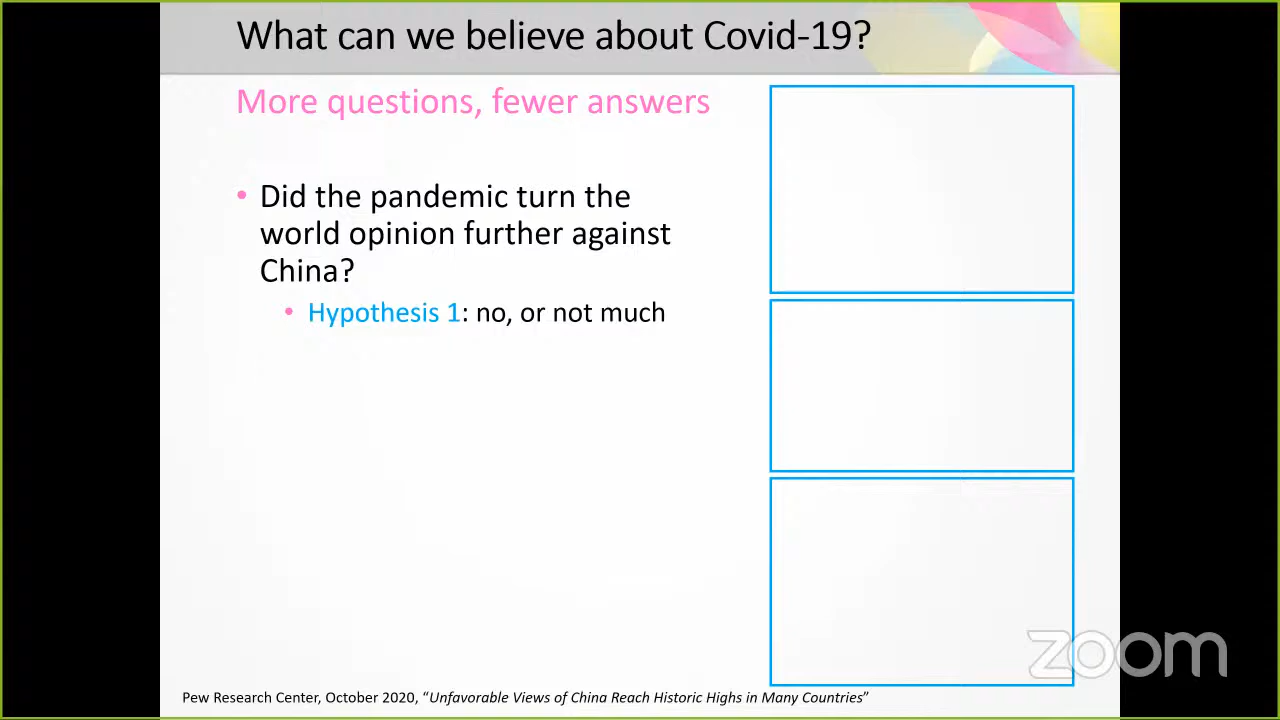 What can we believe about Covid-19?
More questions, fewer answers
• Did the pandemic turn the
world opinion further against
China?
• Hypothesis 1: no, or not much
zoom
Pew Research Center, October 2020, “Unfavorable Views of China Reach Historic Highs in Many Countries”